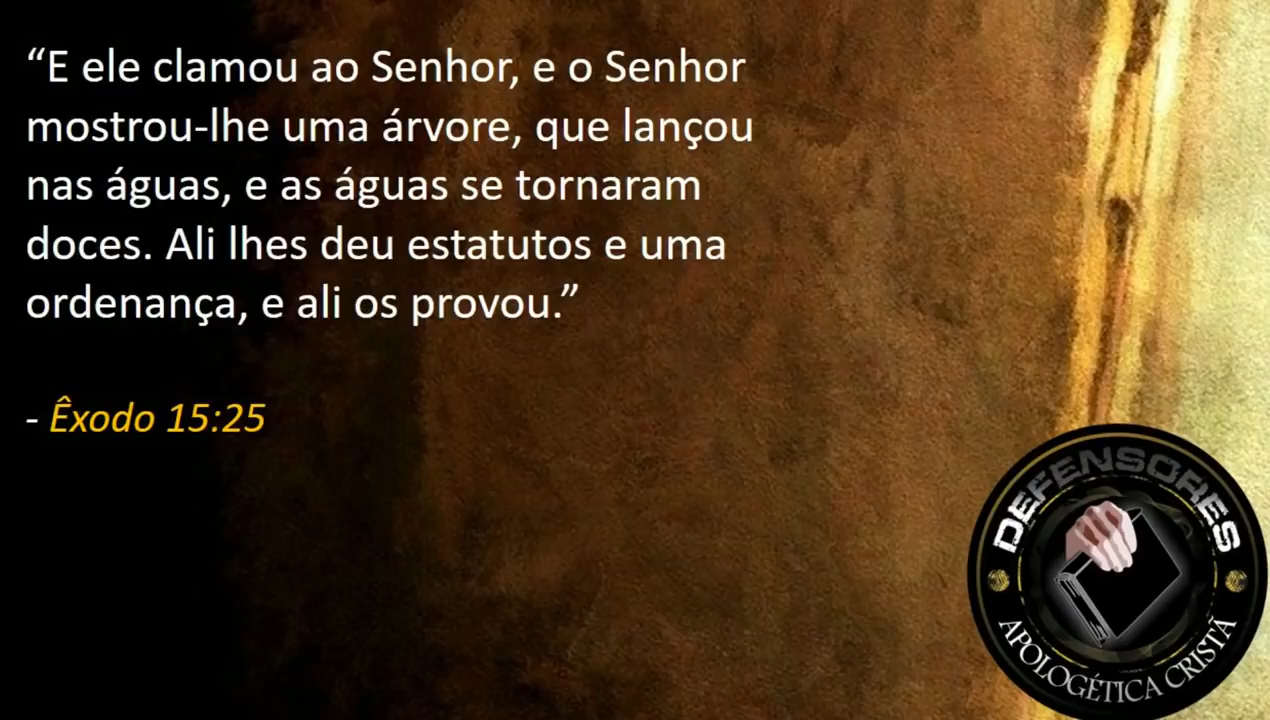 “E ele clamou ao Senhor, e o Senhor
mostrou-lhe uma árvore, que lançou
nas águas, e as águas se tornaram
doces. Ali lhes deu estatutos e uma
ordenança, e ali os provou.”
- Êxodo 15:25
DEFENSORES
APOLOGÉTICA CRISTÃ